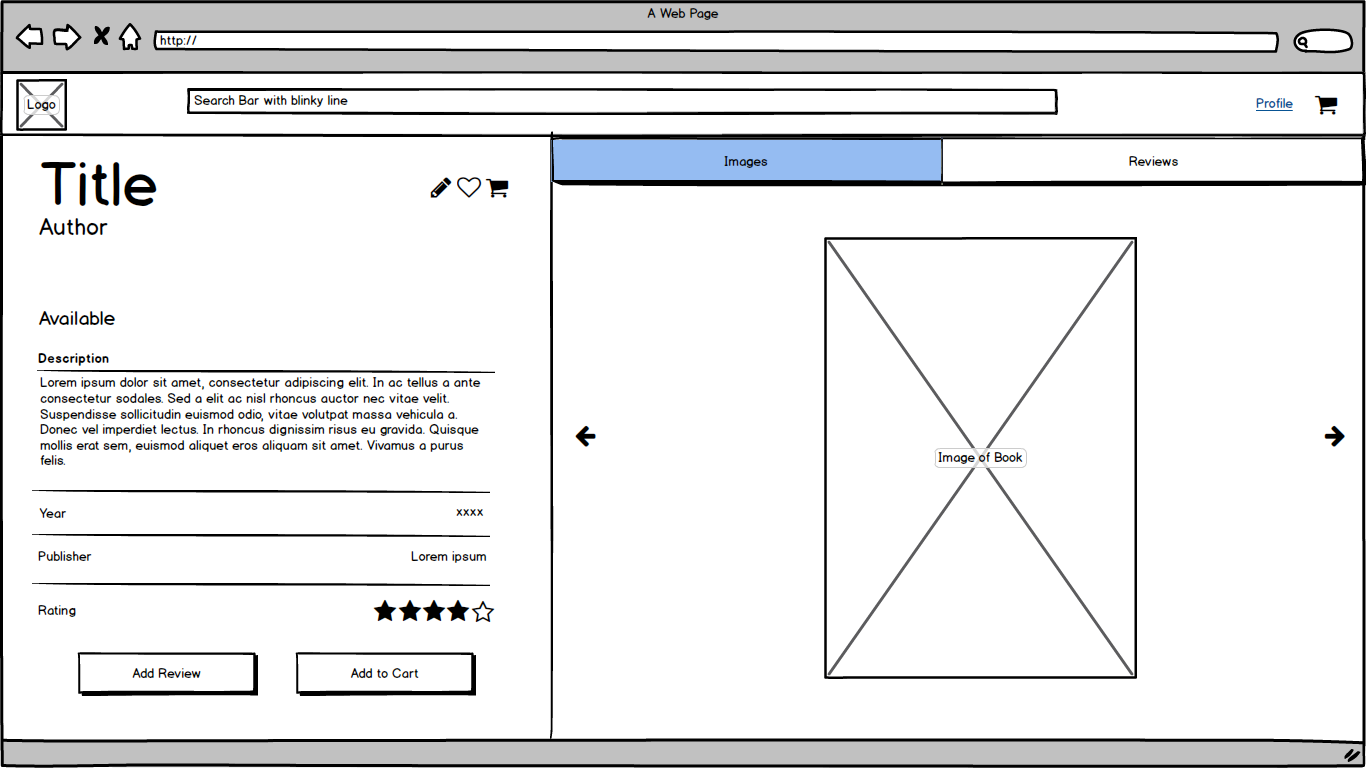 A Web Page
http://
Logo
Search Bar with blinky line
Profile
Title
Author
Available
Description
Lorem ipsum dolor sit amet, consectetur adipiscing elit. In ac tellus a ante
consectetur sodales. Sed a elit ac nisl rhoncus auctor nec vitae velit.
Suspendisse sollicitudin euismod odio, vitae volutpat massa vehicula a.
Donec vel imperdiet lectus. In rhoncus dignissim risus eu gravida. Quisque
mollis erat sem, euismod aliquet eros aliquam sit amet. Vivamus a purus
felis.
Year xxxx
Publisher Lorem ipsum
Rating
Add Review
Add to Cart
Images
Reviews
Image of Book